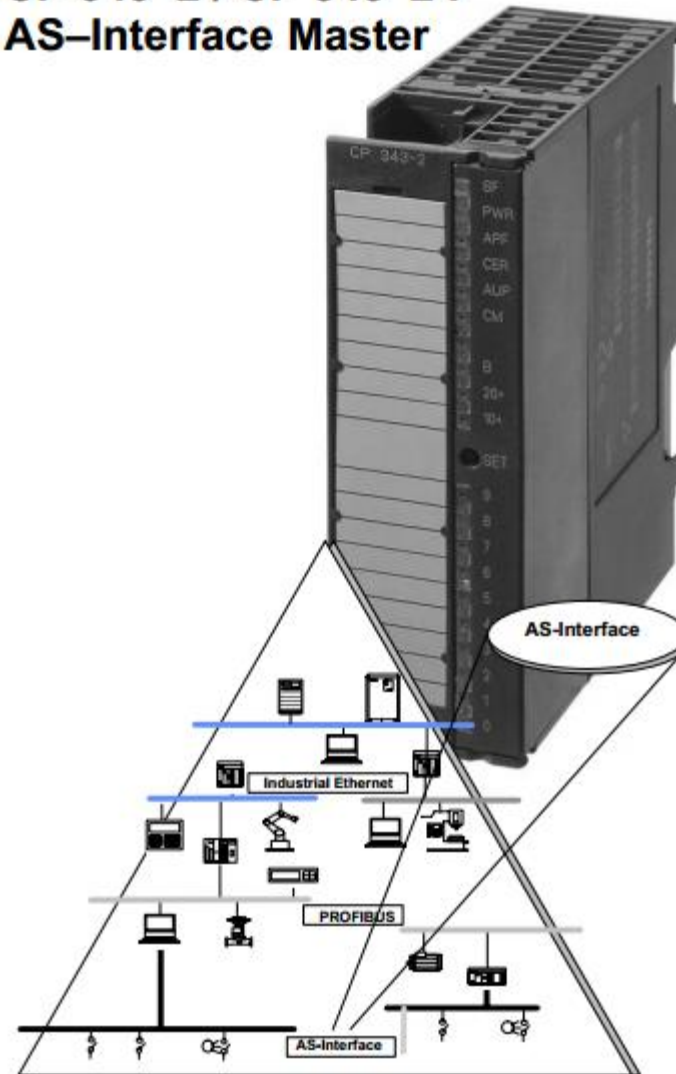 AS–Interface Master
CP 343-2
SF
PWR
APF
CER
AUP
CM
B
20+
10+
SET
9
8
7
6
5
4
AS-Interface
2
1
0
Industrial Ethernet
PROFIBUS
AS-Interface